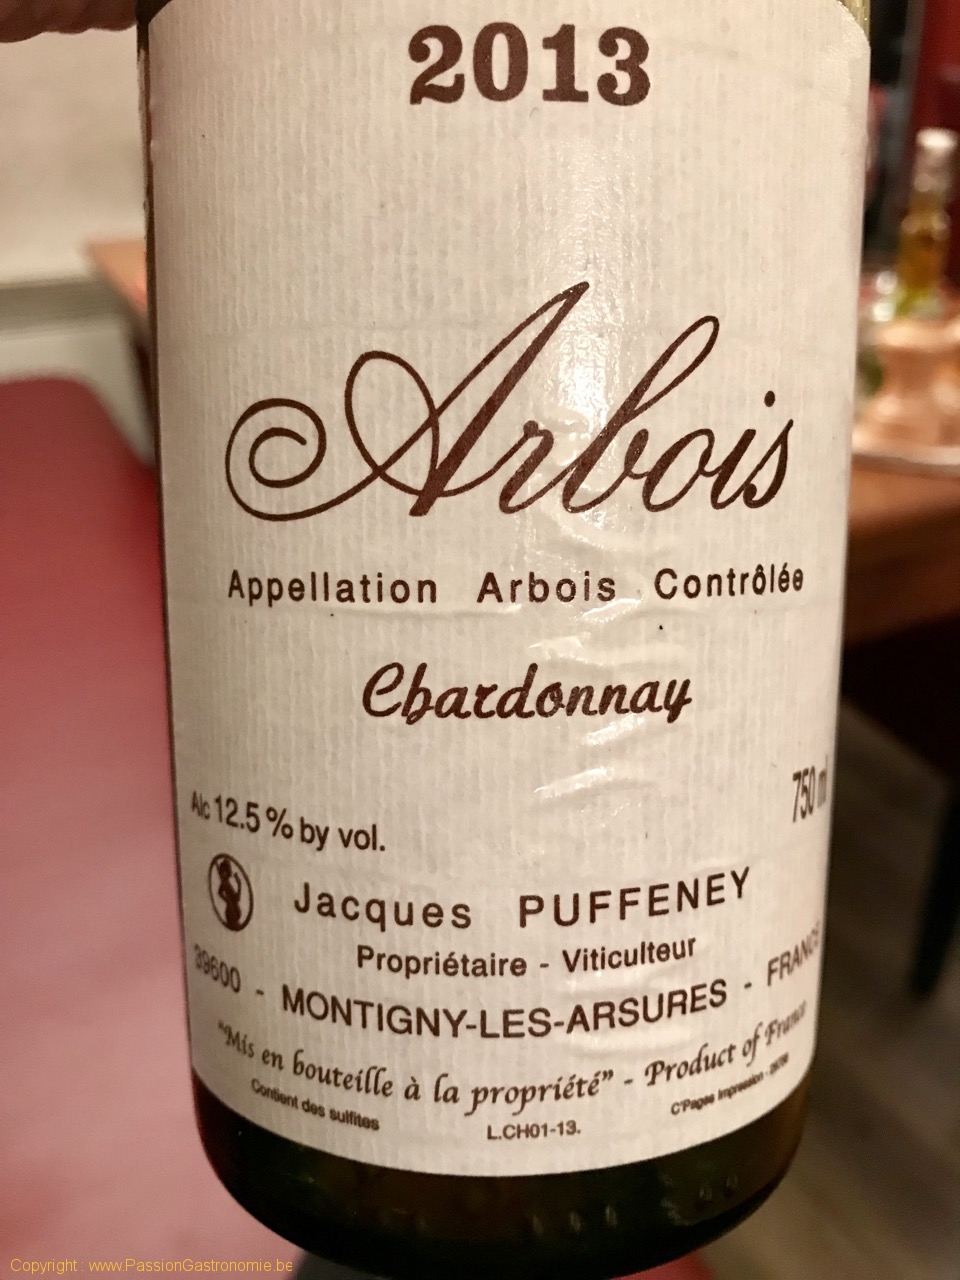 2013
Arbois
Appellation Arbois Contrôlée
Chardonnay
Alc 12.5 % by vol.
750 ml
Jacques PUFFENEY
Propriétaire - Viticulteur
39600 - MONTIGNY-LES-ARSURES - FRANCE
"Mis en bouteille à la propriété" - Product of France
Contient des sulfites
L.CH01-13.
C'Pages Impression -
Copyright : www.PassionGastronomie.be